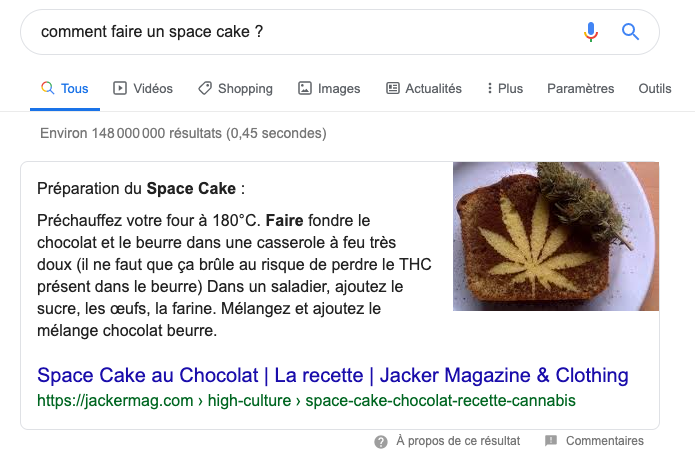 comment faire un space cake ?
Tous Vidéos Shopping Images Actualités Plus Paramètres Outils
Environ 148 000 000 résultats (0,45 secondes)
Préparation du Space Cake :
Préchauffez votre four à 180°C. Faire fondre le
chocolat et le beurre dans une casserole à feu très
doux (il ne faut que ça brûle au risque de perdre le THC
présent dans le beurre) Dans un saladier, ajoutez le
sucre, les œufs, la farine. Mélangez et ajoutez le
mélange chocolat beurre.
Space Cake au Chocolat | La recette | Jacker Magazine & Clothing
https://jackermag.com › high-culture › space-cake-chocolat-recette-cannabis
À propos de ce résultat Commentaires